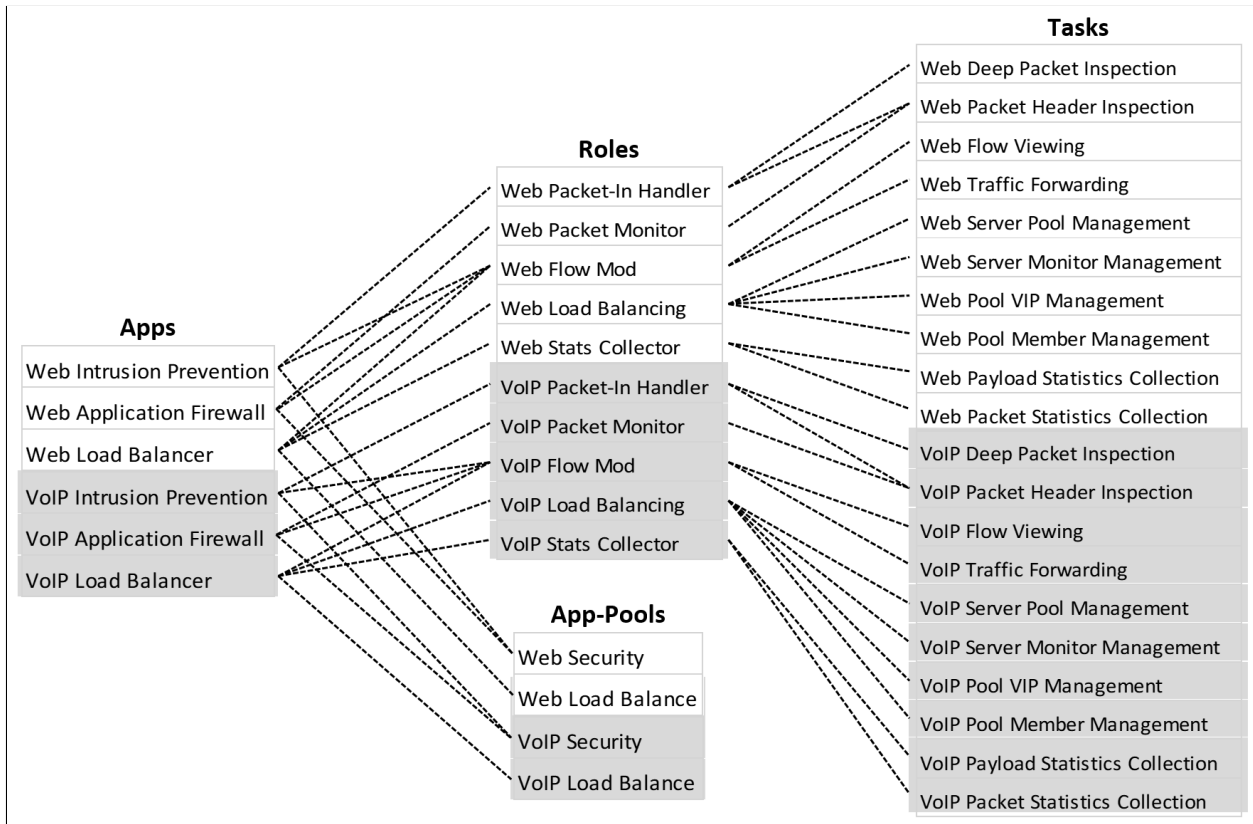 Apps
Web Intrusion Prevention
Web Application Firewall
Web Load Balancer
VoIP Intrusion Prevention
VoIP Application Firewall
VoIP Load Balancer
Roles
Web Packet-In Handler
Web Packet Monitor
Web Flow Mod
Web Load Balancing
Web Stats Collector
VoIP Packet-In Handler
VoIP Packet Monitor
VoIP Flow Mod
VoIP Load Balancing
VoIP Stats Collector
App-Pools
Web Security
Web Load Balance
VoIP Security
VoIP Load Balance
Tasks
Web Deep Packet Inspection
Web Packet Header Inspection
Web Flow Viewing
Web Traffic Forwarding
Web Server Pool Management
Web Server Monitor Management
Web Pool VIP Management
Web Pool Member Management
Web Payload Statistics Collection
Web Packet Statistics Collection
VoIP Deep Packet Inspection
VoIP Packet Header Inspection
VoIP Flow Viewing
VoIP Traffic Forwarding
VoIP Server Pool Management
VoIP Server Monitor Management
VoIP Pool VIP Management
VoIP Pool Member Management
VoIP Payload Statistics Collection
VoIP Packet Statistics Collection